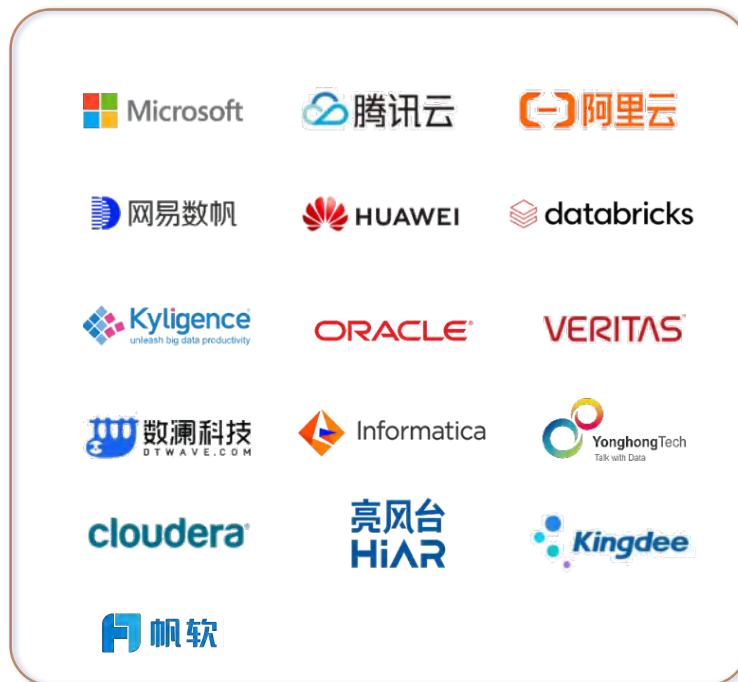 Microsoft
腾讯云
阿里云
网易数帆
HUAWEI
databricks
Kyligence
unleash big data productivity
ORACLE
VERITAS
数澜科技
DTWAVE.COM
Informatica
YonghongTech
Talk with Data
cloudera
亮风台
HiAR
Kingdee
帆软